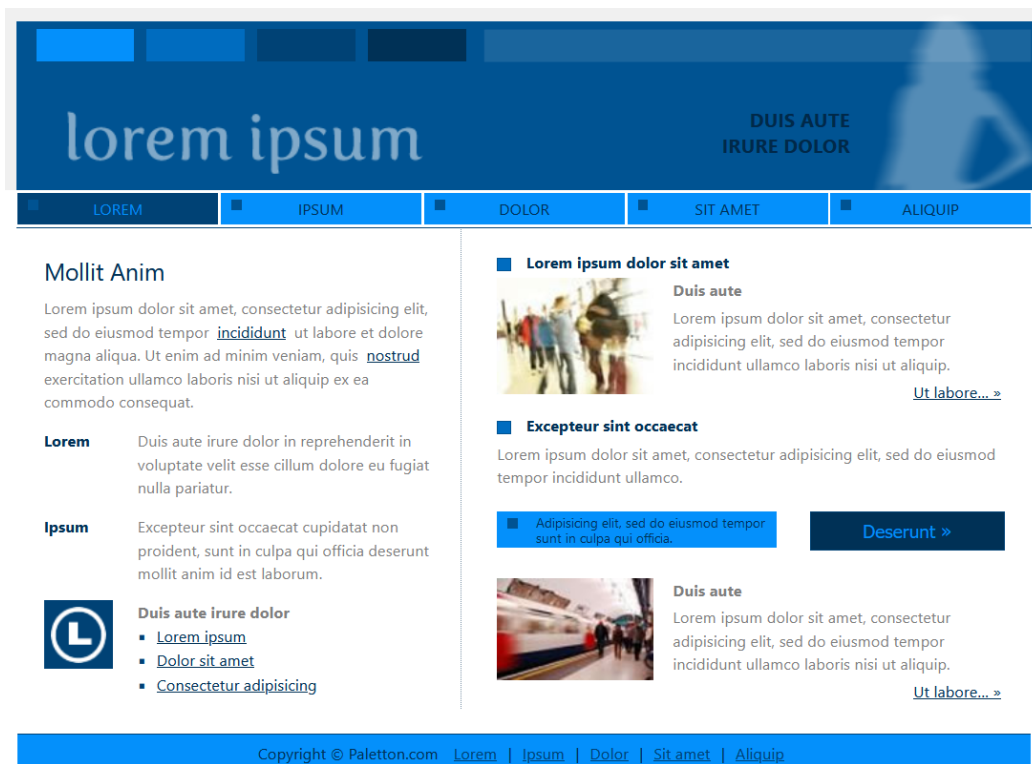 lorem ipsum
DUIS AUTE
IRURE DOLOR
LOREM
IPSUM
DOLOR
SIT AMET
ALIQUIP
Mollit Anim
Lorem ipsum dolor sit amet, consectetur adipisicing elit,
sed do eiusmod tempor incididunt ut labore et dolore
magna aliqua. Ut enim ad minim veniam, quis nostrud
exercitation ullamco laboris nisi ut aliquip ex ea
commodo consequat.
Lorem
Duis aute irure dolor in reprehenderit in
voluptate velit esse cillum dolore eu fugiat
nulla pariatur.
Ipsum
Excepteur sint occaecat cupidatat non
proident, sunt in culpa qui officia deserunt
mollit anim id est laborum.
L
Duis aute irure dolor
Lorem ipsum
Dolor sit amet
Consectetur adipisicing
Lorem ipsum dolor sit amet
Duis aute
Lorem ipsum dolor sit amet, consectetur
adipisicing elit, sed do eiusmod tempor
incididunt ullamco laboris nisi ut aliquip.
Ut labore... »
Excepteur sint occaecat
Lorem ipsum dolor sit amet, consectetur adipisicing elit, sed do eiusmod
tempor incididunt ullamco.
Adipisicing elit, sed do eiusmod tempor
sunt in culpa qui officia.
Deserunt »
Duis aute
Lorem ipsum dolor sit amet, consectetur
adipisicing elit, sed do eiusmod tempor
incididunt ullamco laboris nisi ut aliquip.
Ut labore... »
Copyright © Paletton.com Lorem | Ipsum | Dolor | Sit amet | Aliquip